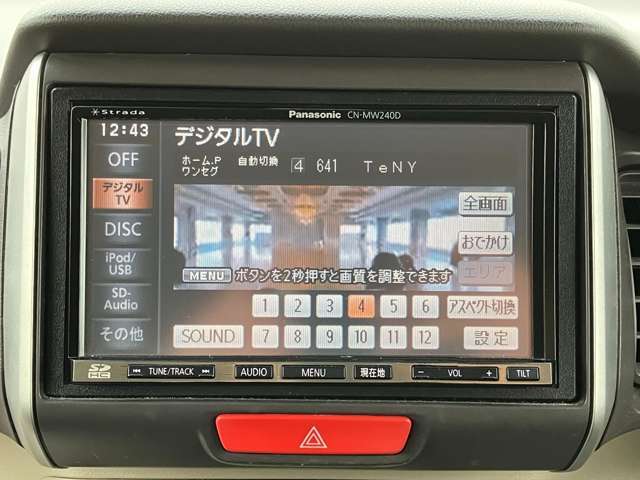 Strada
Panasonic CN-MW240D
12:43
デジタルTV
OFF
ホーム.P 自動切換 4 641 TeNY
ワンセグ
デジタル
TV
全画面
DISC
おでかけ
iPod/
USB
エリア
MENU ボタンを2秒押すと画質を調整できます
SD-
Audio
1 2 3 4 5 6 アスペクト切換
その他
SOUND 7 8 9 10 11 12 設定
SD HC TUNE/TRACK AUDIO MENU 現在地 − VOL + TILT